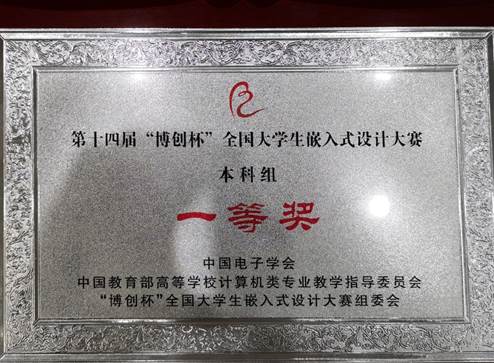 第十四届“博创杯”全国大学生嵌入式设计大赛
本科组
一等奖
中国电子学会
中国教育部高等学校计算机类专业教学指导委员会
“博创杯”全国大学生嵌入式设计大赛组委会